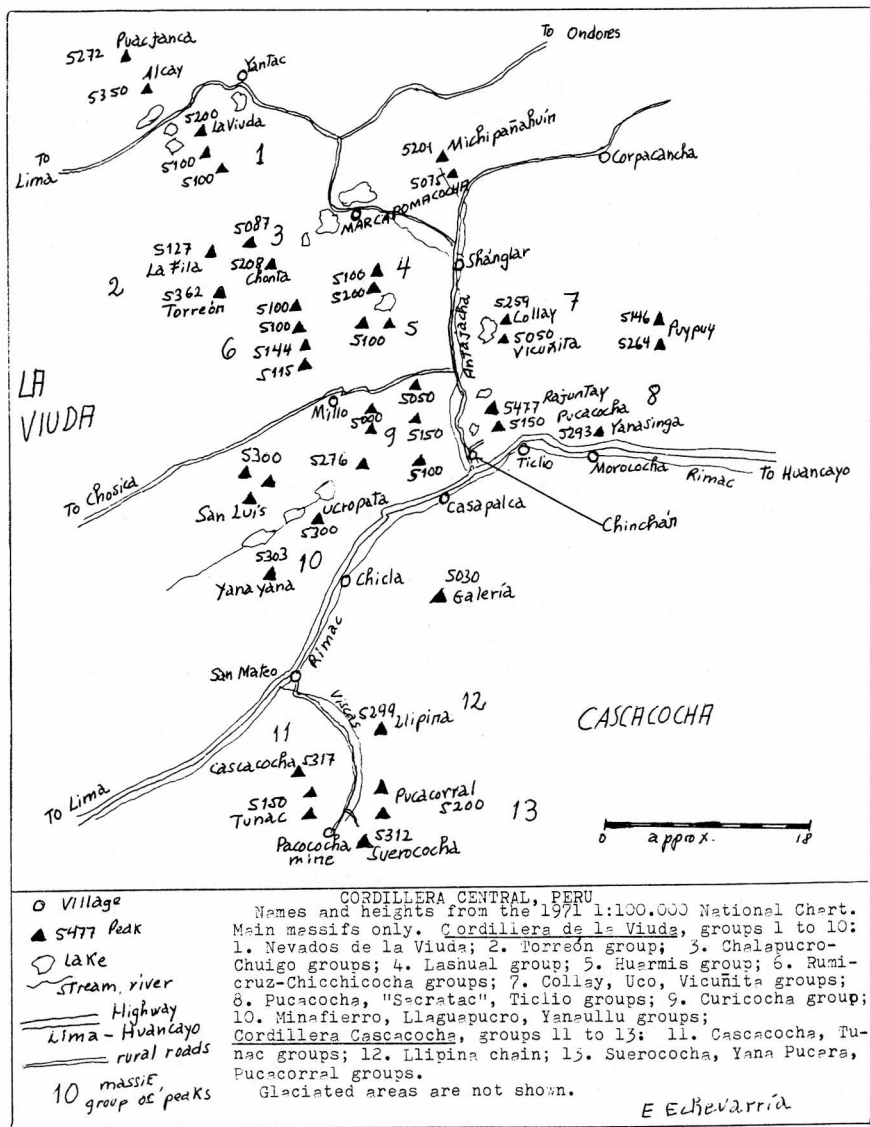 Puacjanca
5272
Alcay
5350
Yantac
To Ondores
5200
La Viuda
5100
5100
1
To Lima
5201
Michipañahuín
5075
Corpacancha
MARCAPOMACOCHA
5087
3
5127
La Fila
2
5208
Chonta
5362
Torreón
5100
4
5200
Shánglar
Antajacha
5259
7
Collay
5050
Vicuñita
5146
Puypuy
5264
5100
5100
6
5144
5115
5100
5
LA
VIUDA
Millo
5050
5090
9
5150
5477
Rajuntay
8
5150
Pucacocha
5293
Yanasinga
5300
5276
5100
Ticlio
Morococha
Rimac
To Huancayo
To Chosica
San Luis
Ucropata
5300
Casapalca
Chinchán
5303
10
Yanayana
Chicla
5030
Galería
Rimac
San Mateo
Viscas
5299
12
Llipina
CASCACOCHA
11
Cascacocha 5317
To Lima
5150
Tunac
Pucacorral
5200
13
Pacococha
mine
5312
Suerococha
0 approx. 18
Village
5477 Peak
Lake
Stream, river
Highway
Lima - Huancayo
rural roads
10 massif,
group of peaks
CORDILLERA CENTRAL, PERU
Names and heights from the 1971 1:100.000 National Chart.
Main massifs only. Cordillera de la Viuda, groups 1 to 10:
1. Nevados de la Viuda; 2. Torreón group; 3. Chalapucro-
Chuigo groups; 4. Lashual group; 5. Huarmis group; 6. Rumi-
cruz-Chicchicocha groups; 7. Collay, Uco, Vicuñita groups;
8. Pucacocha, "Sacratac", Ticlio groups; 9. Curicocha group;
10. Minafierro, Llaguapucro, Yanaullu groups;
Cordillera Cascacocha, groups 11 to 13: 11. Cascacocha, Tu-
nac groups; 12. Llipina chain; 13. Suerococha, Yana Pucara,
Pucacorral groups.
Glaciated areas are not shown.
E Echevarría